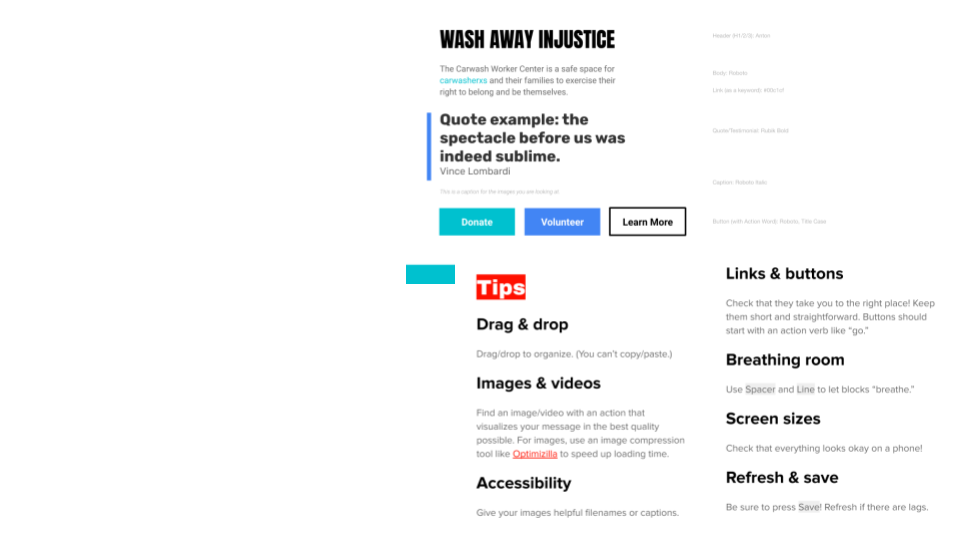 WASH AWAY INJUSTICE
Header (H1/2/3): Anton
The Carwash Worker Center is a safe space for
carwasherxs and their families to exercise their
right to belong and be themselves.
Body: Roboto
Link (as a keyword):
Quote example: the
spectacle before us was
indeed sublime.
Vince Lombardi
Quote/Testimonial: Rubik Bold
This is a caption for the images you are looking at.
Caption: Roboto Italic
Donate
Volunteer
Learn More
Button (with Action Word): Roboto, Title Case
Tips
Drag & drop
Drag/drop to organize. (You can't copy/paste.)
Images & videos
Find an image/video with an action that
visualizes your message in the best quality
possible. For images, use an image compression
tool like Optimizilla to speed up loading time.
Accessibility
Give your images helpful filenames or captions.
Links & buttons
Check that they take you to the right place! Keep
them short and straightforward. Buttons should
start with an action verb like “go.”
Breathing room
Use Spacer and Line to let blocks “breathe.”
Screen sizes
Check that everything looks okay on a phone!
Refresh & save
Be sure to press Save! Refresh if there are lags.